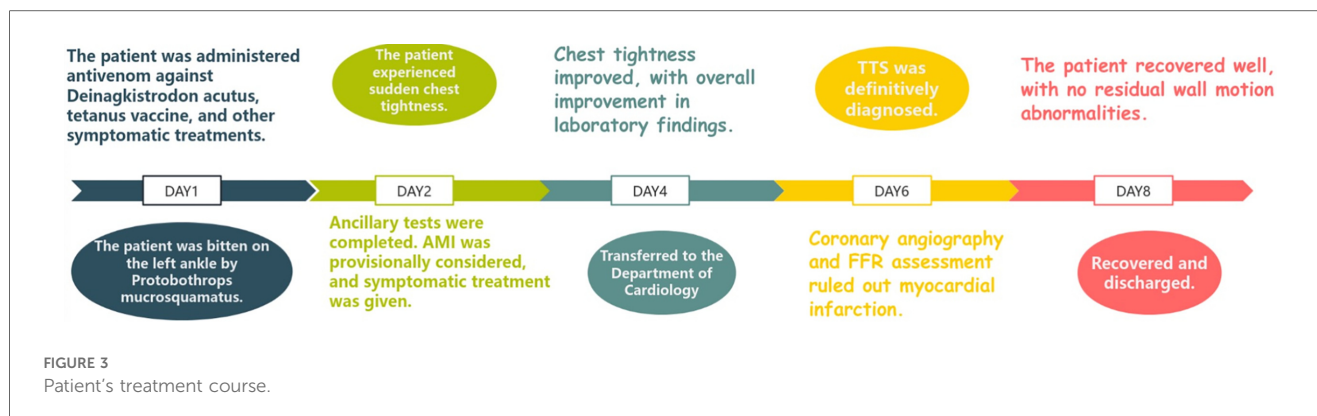 The patient was administered
antivenom against
Deinagkistrodon acutus,
tetanus vaccine, and other
symptomatic treatments.
The patient
experienced
sudden chest
tightness.
Chest tightness
improved, with overall
improvement in
laboratory findings.
TTS was
definitively
diagnosed.
The patient recovered well,
with no residual wall motion
abnormalities.
DAY1
DAY2
DAY4
DAY6
DAY8
The patient was bitten on
the left ankle by
Protobothrops
mucrosquamatus.
Ancillary tests were
completed. AMI was
provisionally considered,
and symptomatic treatment
was given.
Transferred to the
Department of
Cardiology
Coronary angiography
and FFR assessment
ruled out myocardial
infarction.
Recovered and
discharged.
FIGURE 3
Patient's treatment course.